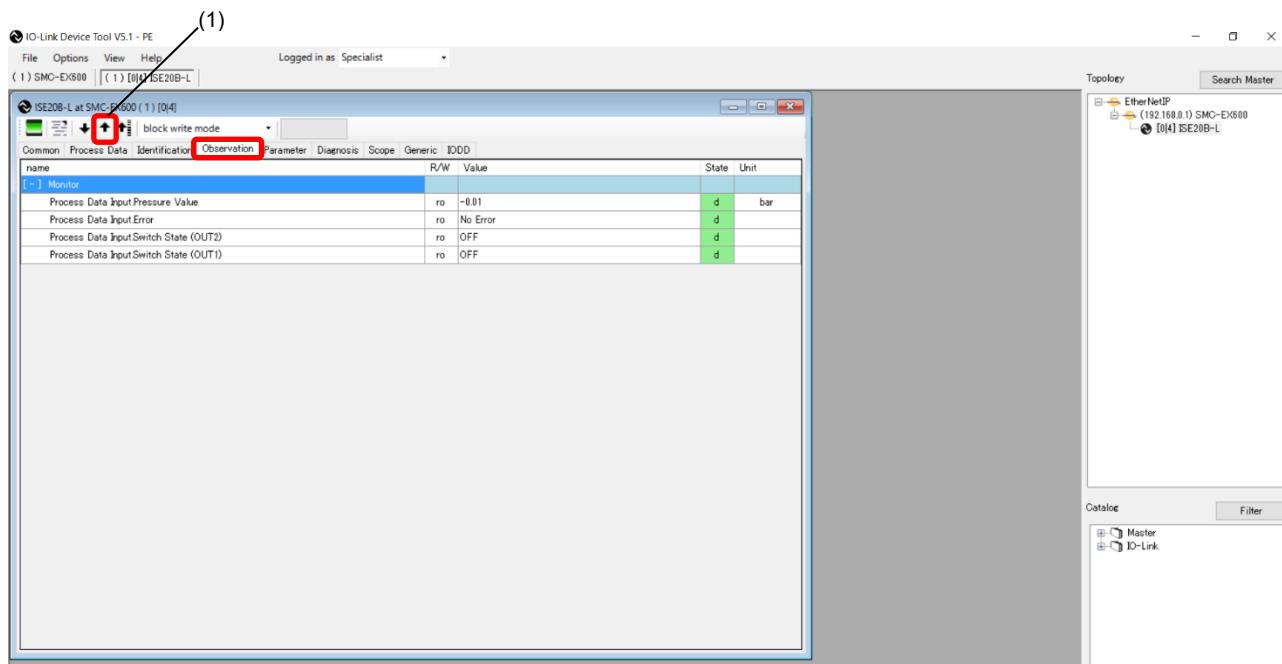 (1)
IO-Link Device Tool V5.1 - PE
File Options View Help Logged in as Specialist
( 1 ) SMC-EX600 ( 1 ) [0|4] ISE20B-L
Topology Search Master
ISE20B-L at SMC-EX600 ( 1 ) [0|4]
EtherNetIP
(192.168.0.1) SMC-EX600
[0|4] ISE20B-L
block write mode
Common Process Data Identification Observation Parameter Diagnosis Scope Generic IODD
name R/W Value State Unit
[ - ] Monitor
Process Data Input.Pressure Value ro -0.01 d bar
Process Data Input.Error ro No Error d
Process Data Input.Switch State (OUT2) ro OFF d
Process Data Input.Switch State (OUT1) ro OFF d
Catalog Filter
Master
IO-Link